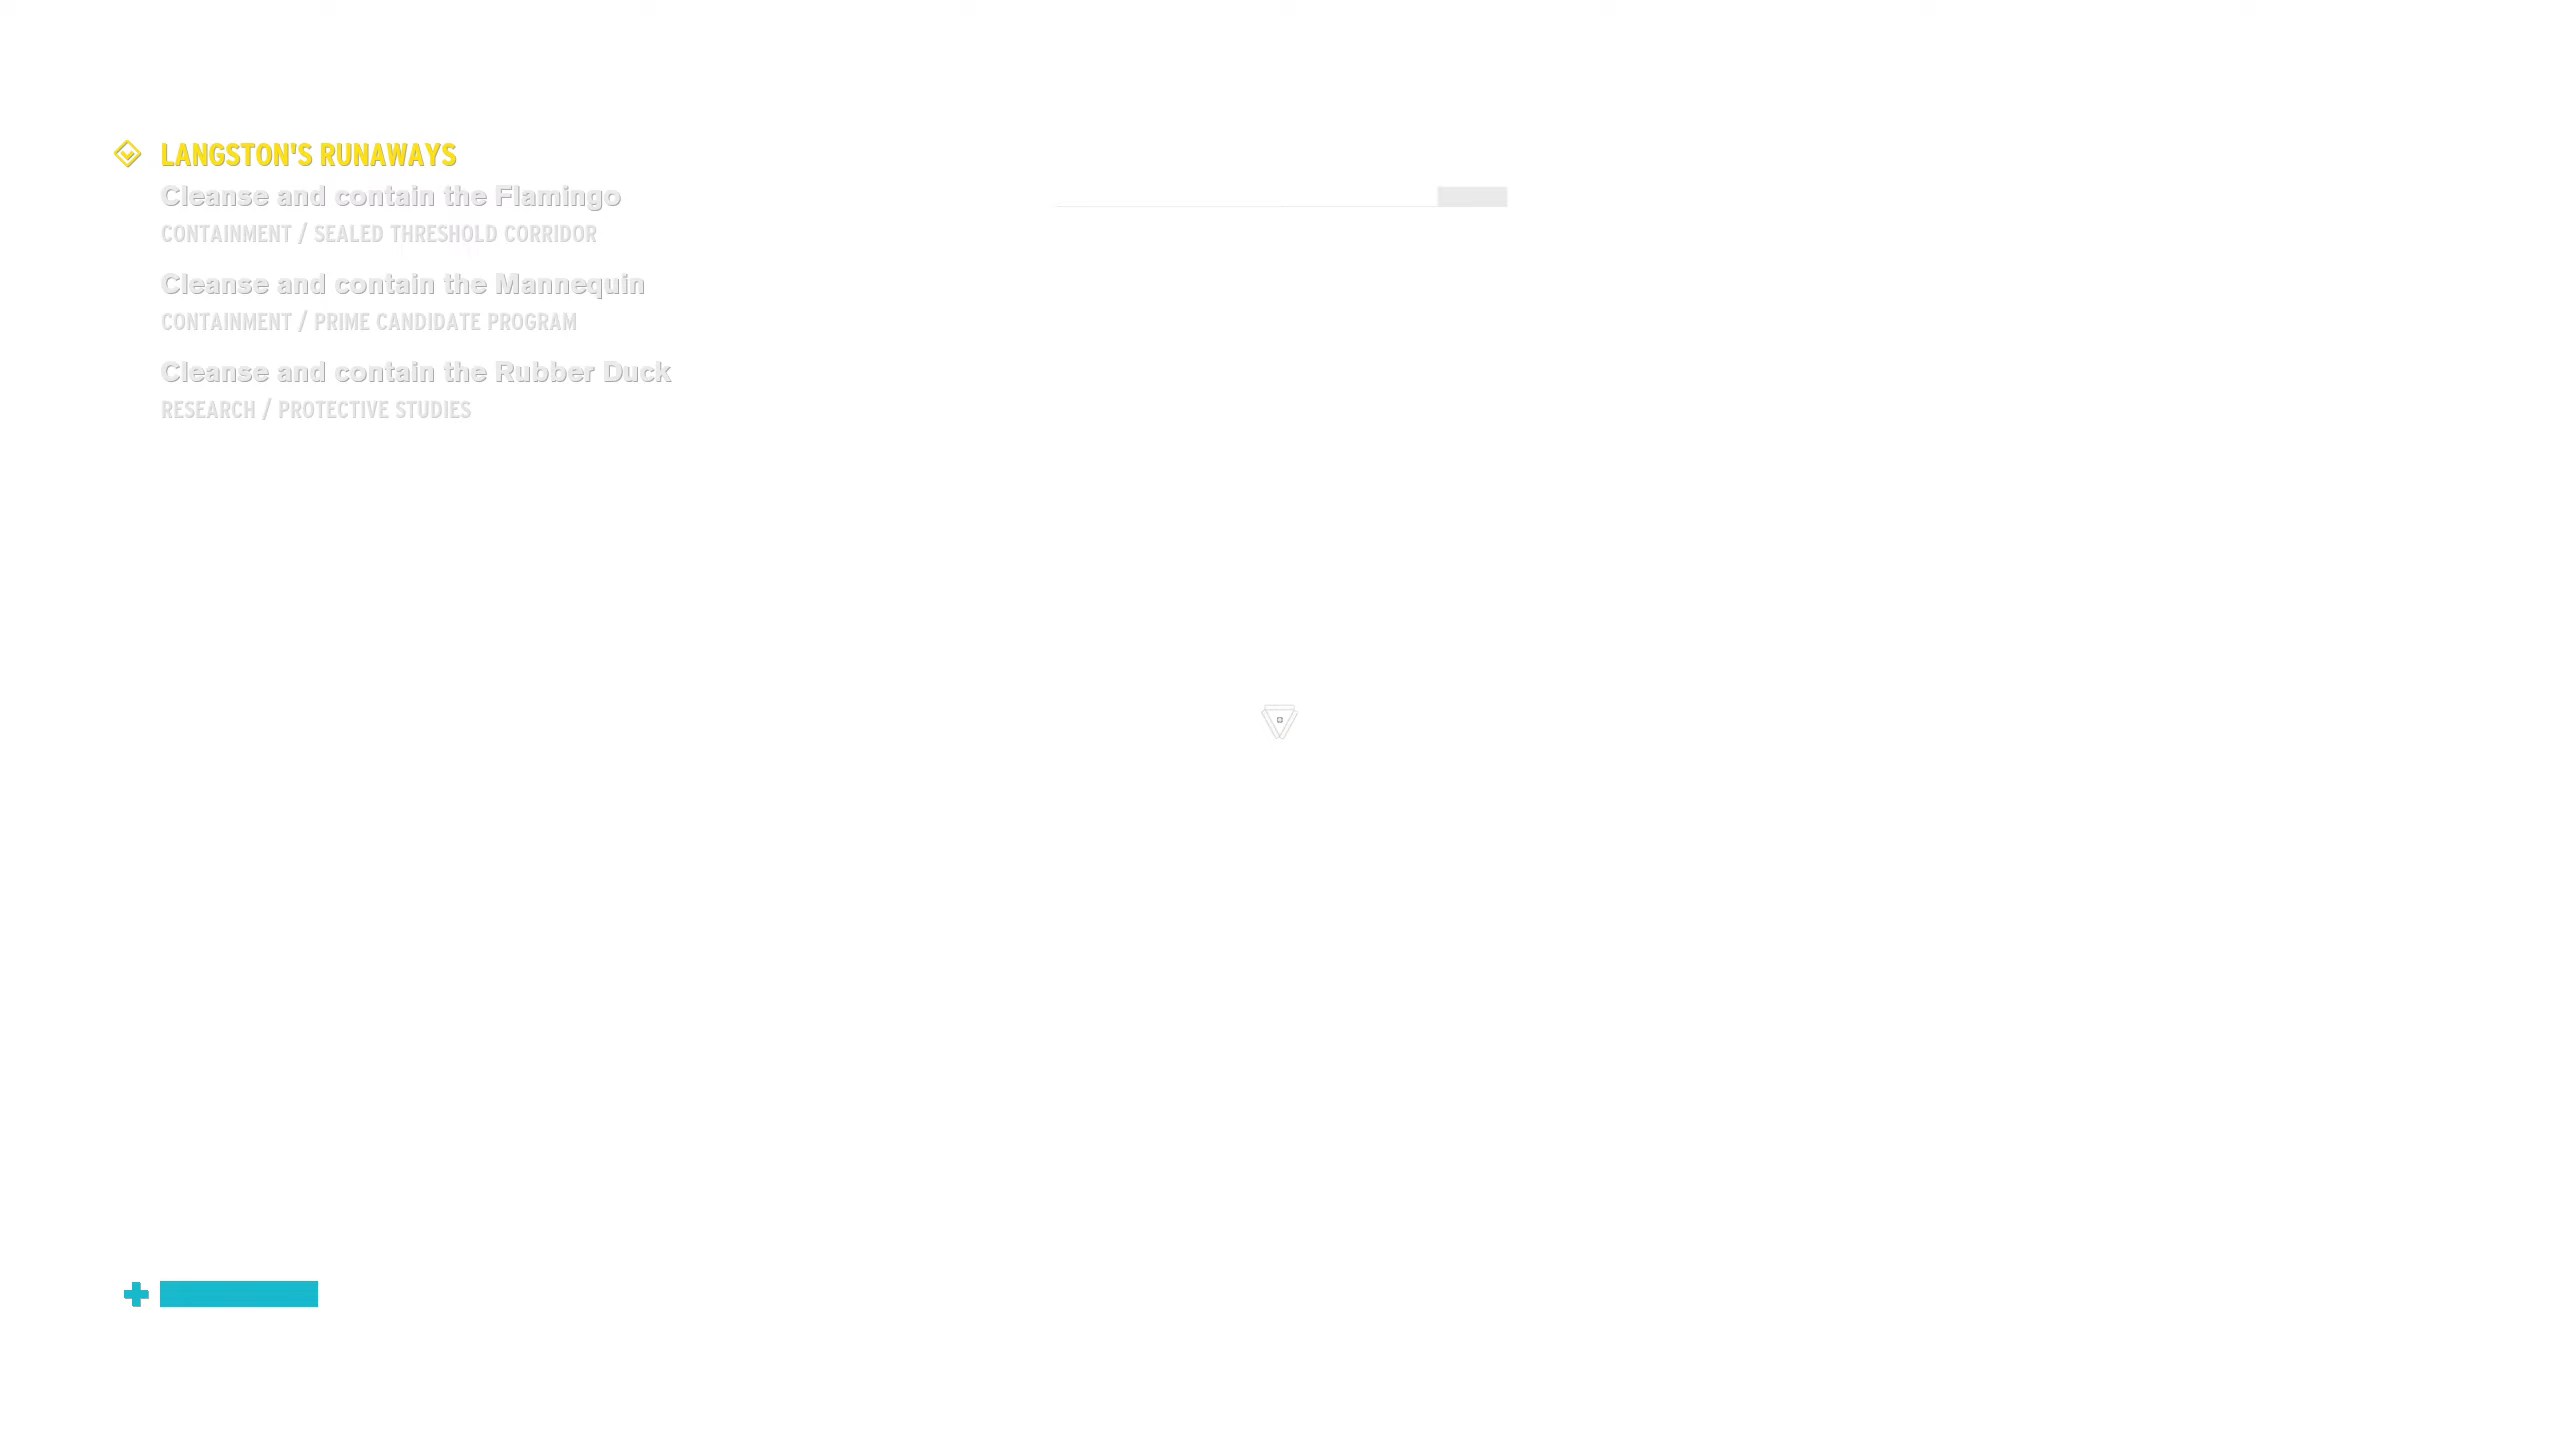 LANGSTON'S RUNAWAYS
Cleanse and contain the Flamingo
CONTAINMENT / SEALED THRESHOLD CORRIDOR
Cleanse and contain the Mannequin
CONTAINMENT / PRIME CANDIDATE PROGRAM
Cleanse and contain the Rubber Duck
RESEARCH / PROTECTIVE STUDIES